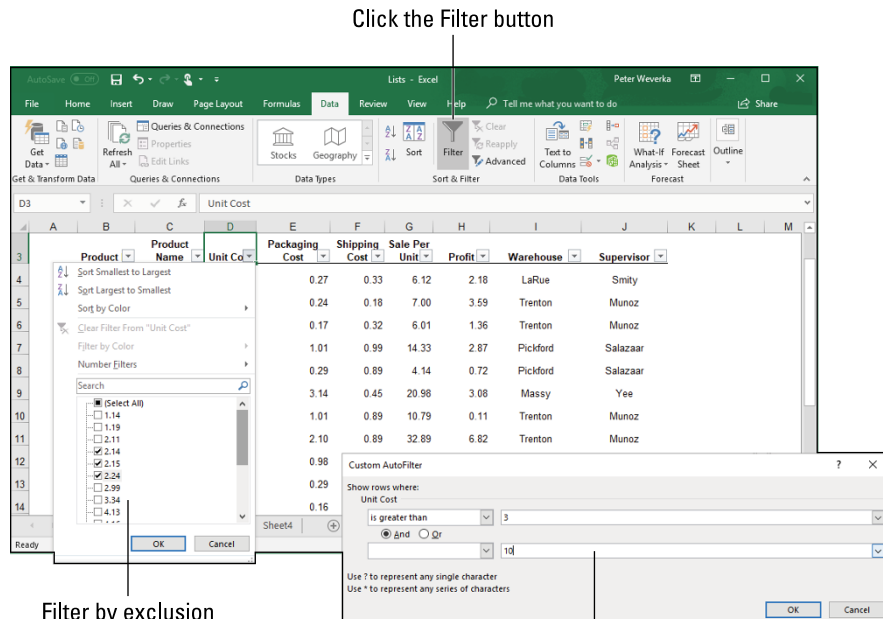 Click the Filter button
AutoSave Off Lists - Excel Peter Weverka
File Home Insert Draw Page Layout Formulas Data Review View Help Tell me what you want to do Share
Get Data Refresh All Queries & Connections Properties Edit Links Stocks Geography Sort Filter Clear Reapply Advanced Text to Columns What-If Analysis Forecast Sheet Outline
Get & Transform Data Queries & Connections Data Types Sort & Filter Data Tools Forecast
D3 fx Unit Cost
A B C D E F G H I J K L M
3 Product Product Name Unit Co Packaging Cost Shipping Cost Sale Per Unit Profit Warehouse Supervisor
4 0.27 0.33 6.12 2.18 LaRue Smity
5 0.24 0.18 7.00 3.59 Trenton Munoz
6 0.17 0.32 6.01 1.36 Trenton Munoz
7 1.01 0.99 14.33 2.87 Pickford Salazaar
8 0.29 0.89 4.14 0.72 Pickford Salazaar
9 3.14 0.45 20.98 3.08 Massy Yee
10 1.01 0.89 10.79 0.11 Trenton Munoz
11 2.10 0.89 32.89 6.82 Trenton Munoz
12 0.98
13 0.29
14 0.16
Sort Smallest to Largest
Sort Largest to Smallest
Sort by Color
Clear Filter From "Unit Cost"
Filter by Color
Number Filters
Search
(Select All)
1.14
1.19
2.11
2.14
2.15
2.24
2.99
3.34
4.13
OK Cancel
Sheet4
Ready
Custom AutoFilter ? X
Show rows where:
Unit Cost
is greater than 3
And Or
10
Use ? to represent any single character
Use * to represent any series of characters
OK Cancel
Filter by exclusion